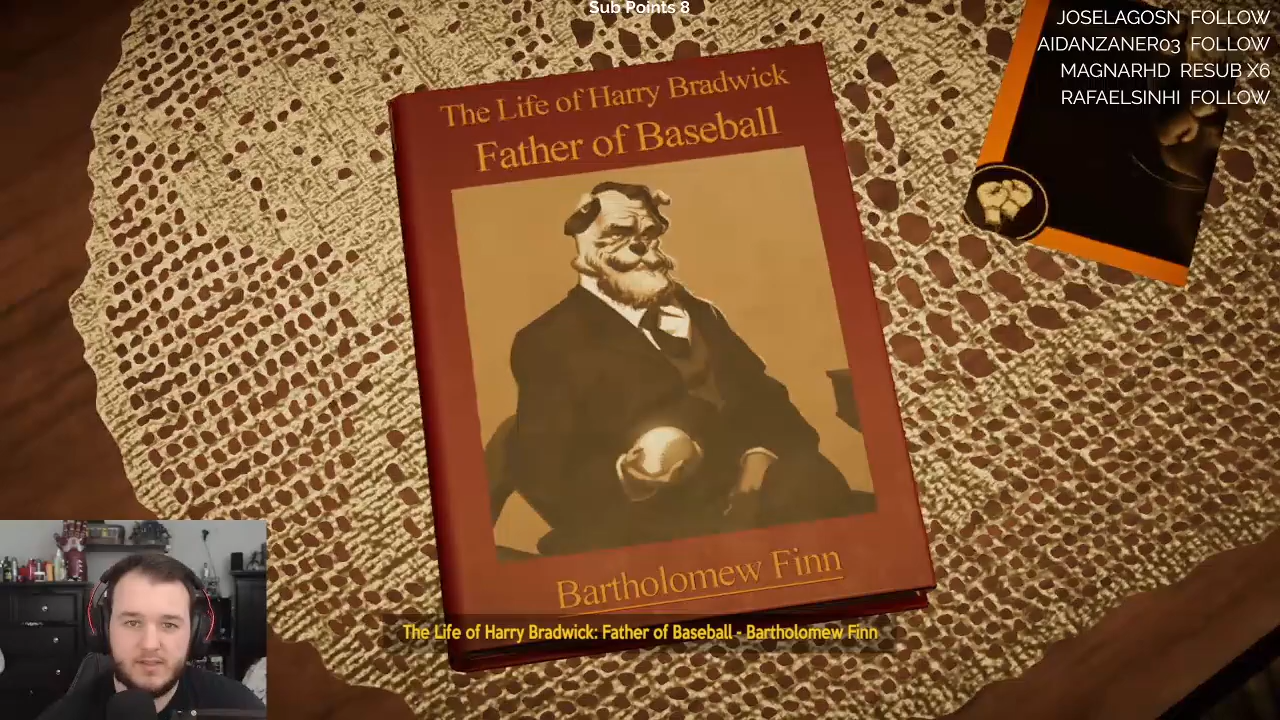 Sub Points 8
JOSELAGOSN FOLLOW
AIDANZANER03 FOLLOW
MAGNARHD RESUB X6
RAFAELSINHI FOLLOW
The Life of Harry Bradwick
Father of Baseball
Bartholomew Finn
The Life of Harry Bradwick: Father of Baseball - Bartholomew Finn